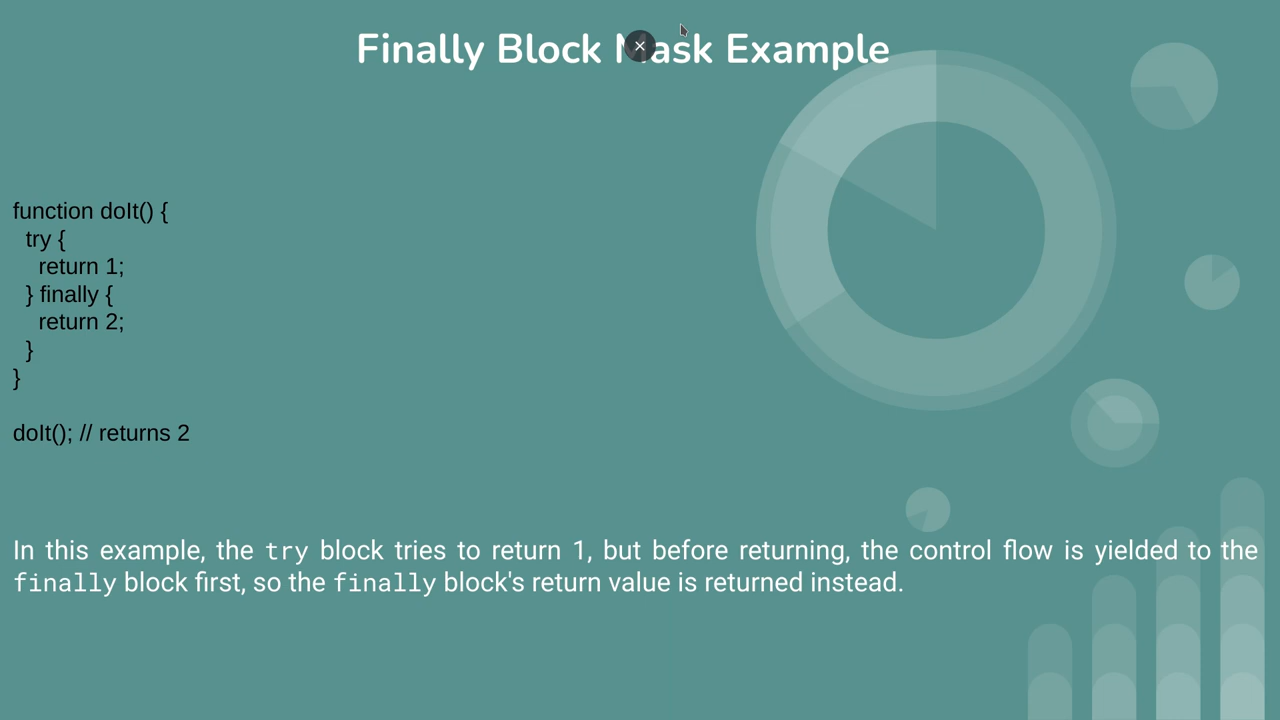 Finally Block Mask Example
function doIt() {
try {
return 1;
} finally {
return 2;
}
}
doIt(); // returns 2
In this example, the try block tries to return 1, but before returning, the control flow is yielded to the
finally block first, so the finally block's return value is returned instead.